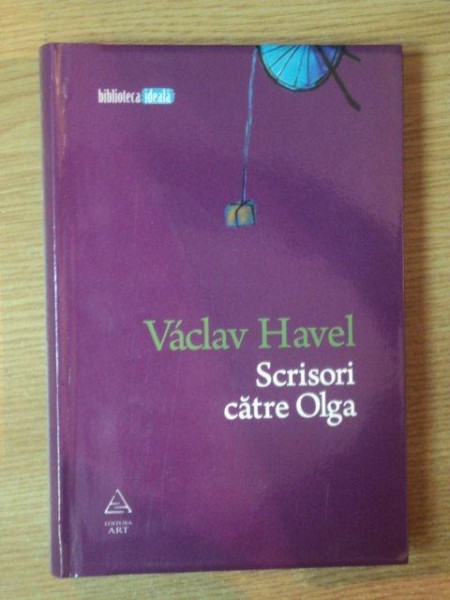 biblioteca ideală
Václav Havel
Scrisori
către Olga
EDITURA
ART